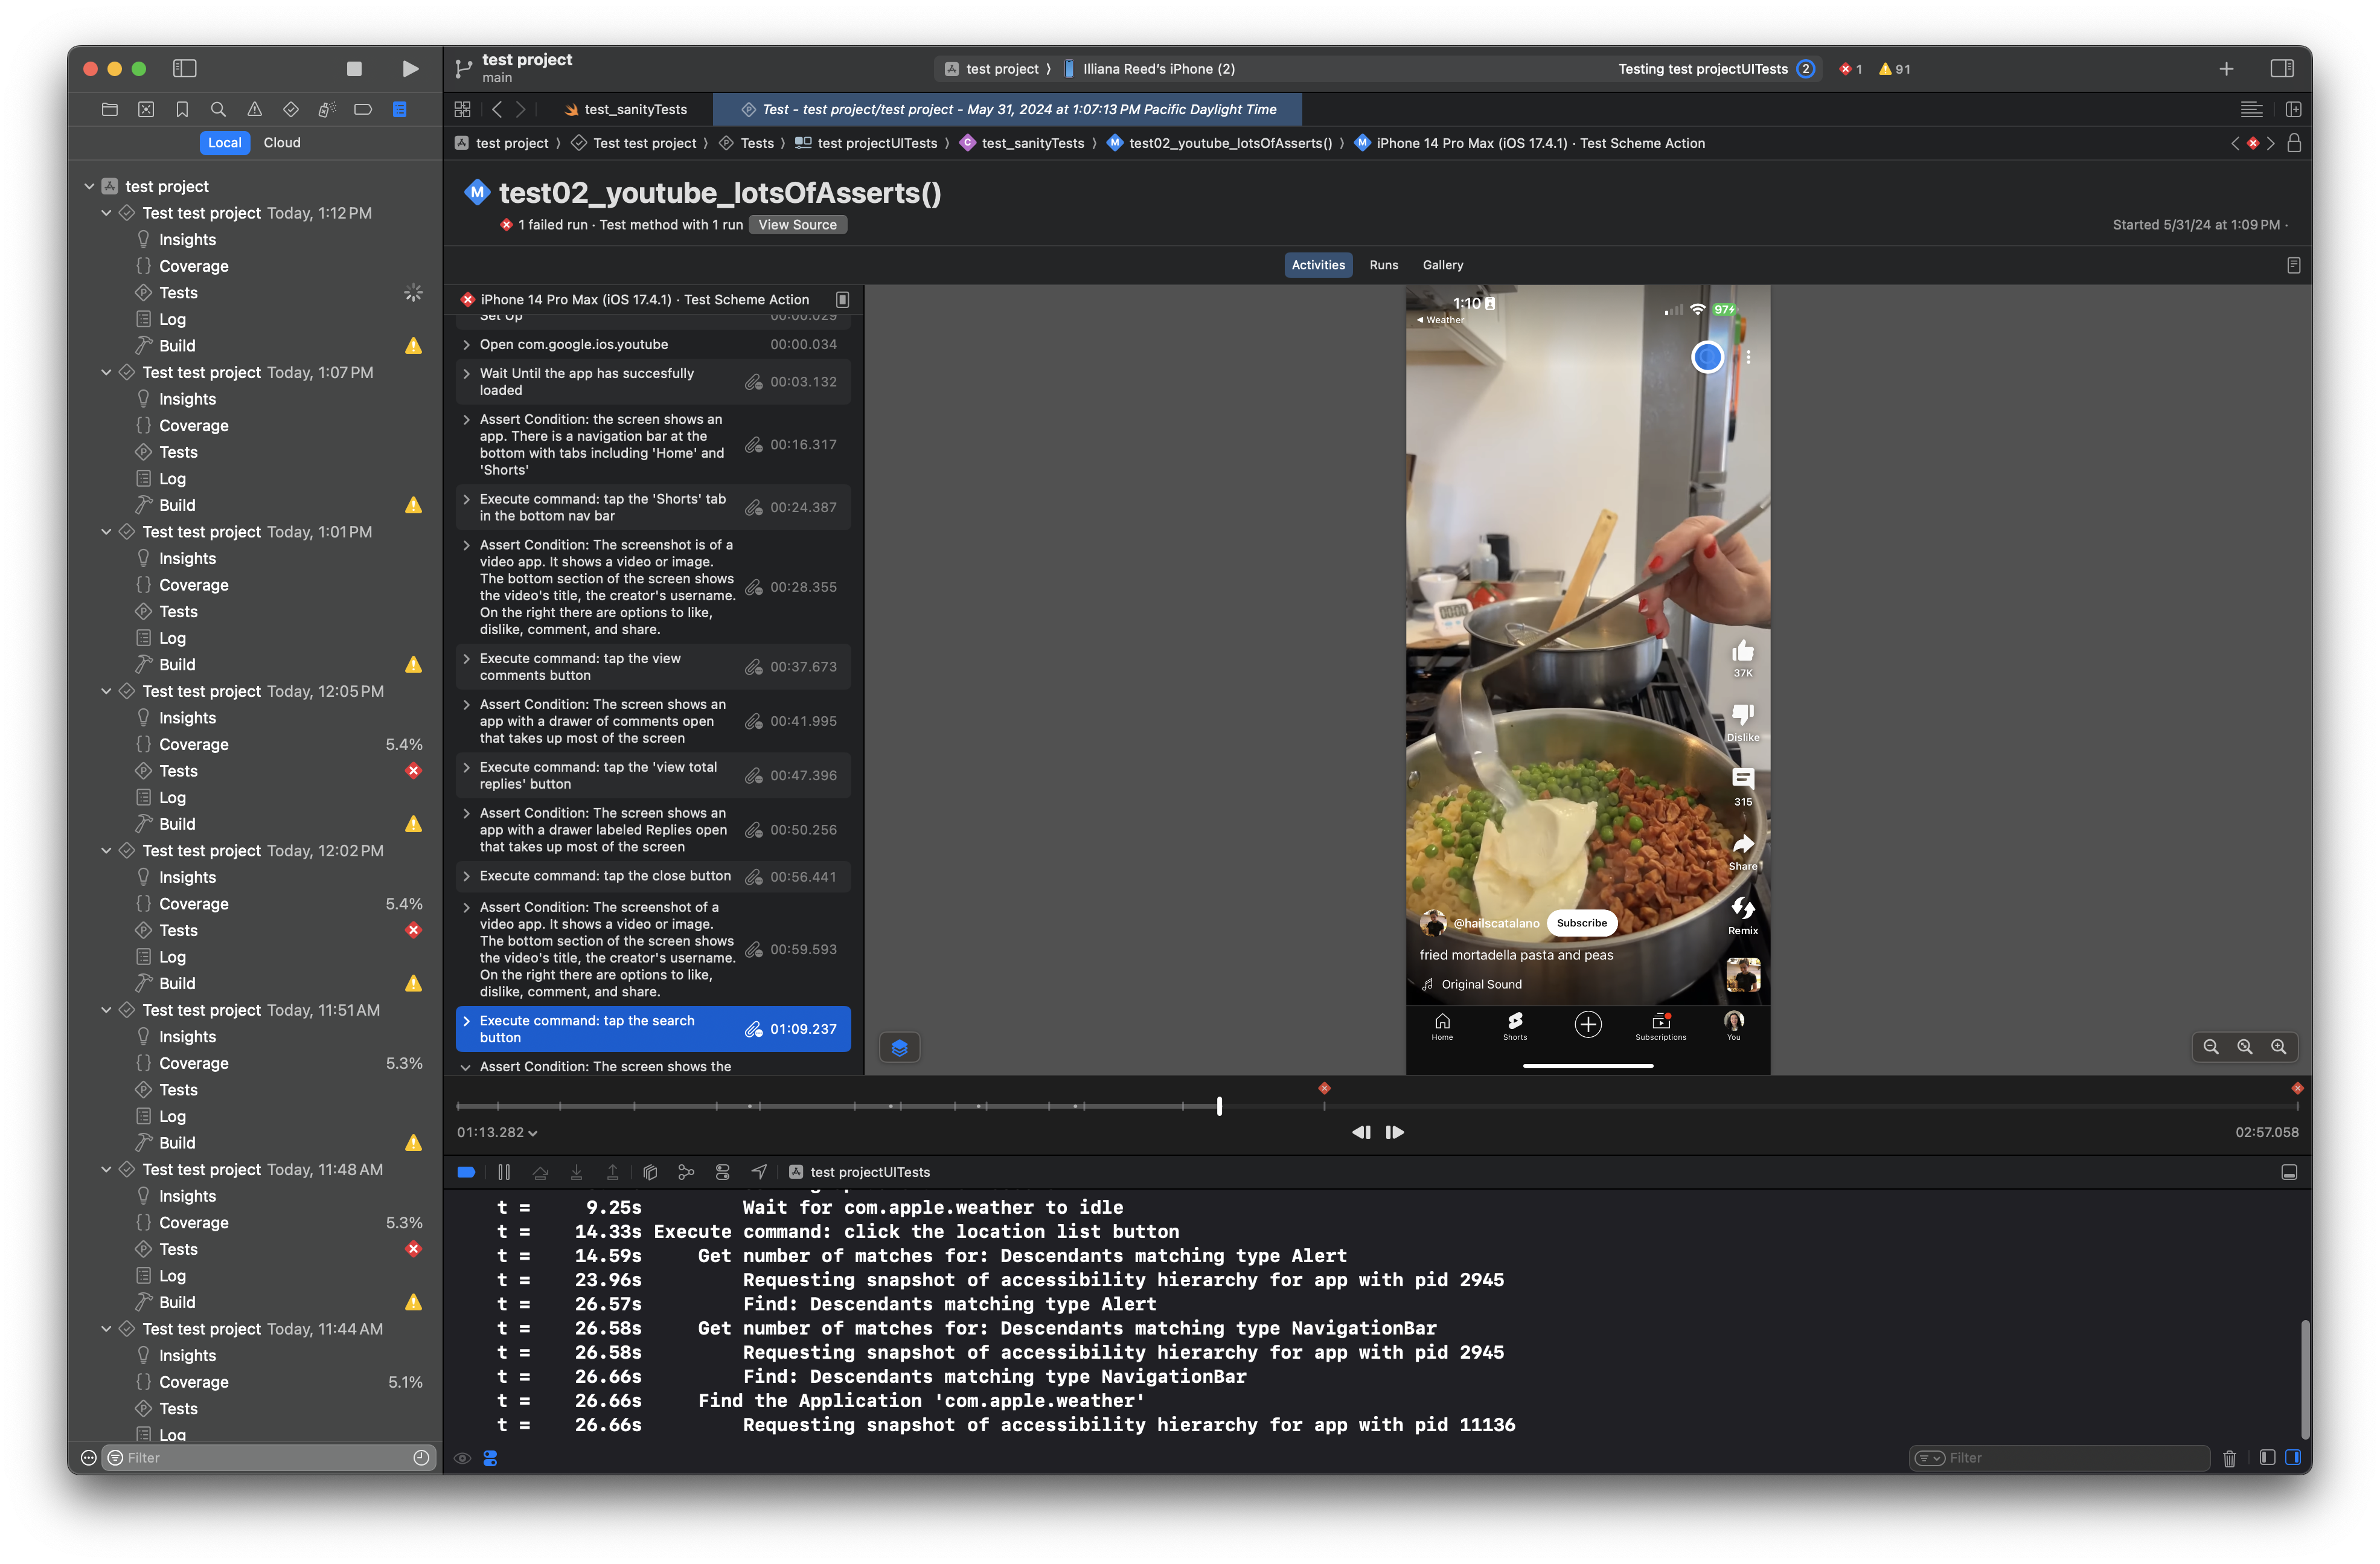 test project
main
test project 〉 Illiana Reed's iPhone (2)
Testing test projectUITests 2
1
91
test_sanityTests
Test - test project/test project - May 31, 2024 at 1:07:13 PM Pacific Daylight Time
Local
Cloud
test project 〉 Test test project 〉 Tests 〉 test projectUITests 〉 test_sanityTests 〉 test02_youtube_lotsOfAsserts() 〉 iPhone 14 Pro Max (iOS 17.4.1) · Test Scheme Action
test project
Test test project Today, 1:12 PM
Insights
Coverage
Tests
Log
Build
Test test project Today, 1:07 PM
Insights
Coverage
Tests
Log
Build
Test test project Today, 1:01 PM
Insights
Coverage
Tests
Log
Build
Test test project Today, 12:05 PM
Insights
Coverage 5.4%
Tests
Log
Build
Test test project Today, 12:02 PM
Insights
Coverage 5.4%
Tests
Log
Build
Test test project Today, 11:51 AM
Insights
Coverage 5.3%
Tests
Log
Build
Test test project Today, 11:48 AM
Insights
Coverage 5.3%
Tests
Log
Build
Test test project Today, 11:44 AM
Insights
Coverage 5.1%
Tests
Log
Filter
M test02_youtube_lotsOfAsserts()
1 failed run · Test method with 1 run View Source
Started 5/31/24 at 1:09 PM ·
Activities
Runs
Gallery
iPhone 14 Pro Max (iOS 17.4.1) · Test Scheme Action
Set Up 00:00.029
Open com.google.ios.youtube 00:00.034
Wait Until the app has succesfully
loaded
00:03.132
Assert Condition: the screen shows an
app. There is a navigation bar at the
bottom with tabs including 'Home' and
'Shorts'
00:16.317
Execute command: tap the 'Shorts' tab
in the bottom nav bar
00:24.387
Assert Condition: The screenshot is of a
video app. It shows a video or image.
The bottom section of the screen shows
the video's title, the creator's username.
On the right there are options to like,
dislike, comment, and share.
00:28.355
Execute command: tap the view
comments button
00:37.673
Assert Condition: The screen shows an
app with a drawer of comments open
that takes up most of the screen
00:41.995
Execute command: tap the 'view total
replies' button
00:47.396
Assert Condition: The screen shows an
app with a drawer labeled Replies open
that takes up most of the screen
00:50.256
Execute command: tap the close button 00:56.441
Assert Condition: The screenshot of a
video app. It shows a video or image.
The bottom section of the screen shows
the video's title, the creator's username.
On the right there are options to like,
dislike, comment, and share.
00:59.593
Execute command: tap the search
button
01:09.237
Assert Condition: The screen shows the
1:10
97
Weather
37K
Dislike
315
Share
Remix
@hailscatalano Subscribe
fried mortadella pasta and peas
Original Sound
Home
Shorts
Subscriptions
You
01:13.282
02:57.058
test projectUITests
t = 9.25s Wait for com.apple.weather to idle
t = 14.33s Execute command: click the location list button
t = 14.59s Get number of matches for: Descendants matching type Alert
t = 23.96s Requesting snapshot of accessibility hierarchy for app with pid 2945
t = 26.57s Find: Descendants matching type Alert
t = 26.58s Get number of matches for: Descendants matching type NavigationBar
t = 26.58s Requesting snapshot of accessibility hierarchy for app with pid 2945
t = 26.66s Find: Descendants matching type NavigationBar
t = 26.66s Find the Application 'com.apple.weather'
t = 26.66s Requesting snapshot of accessibility hierarchy for app with pid 11136
Filter